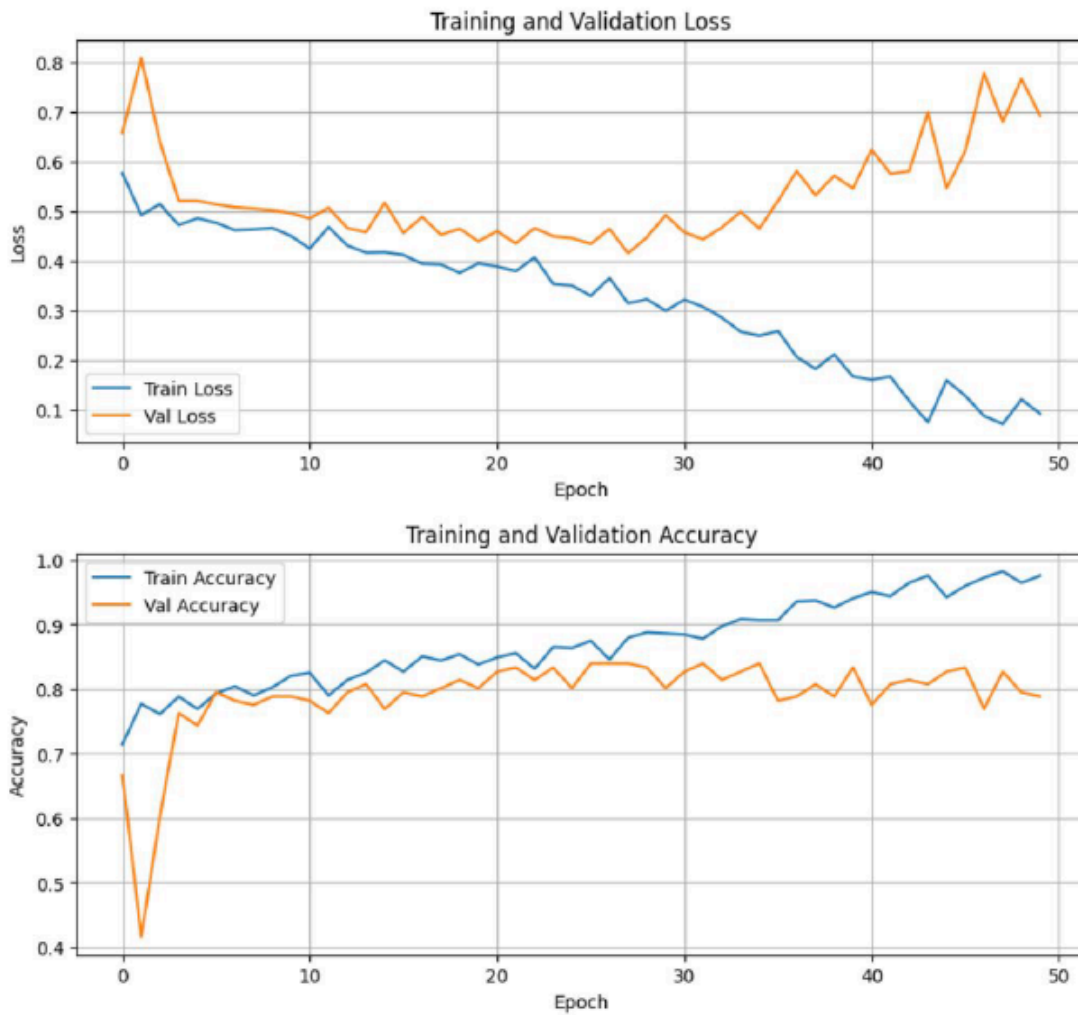 Training and Validation Loss
0.8
0.7
0.6
0.5
0.4
0.3
0.2
0.1
Loss
Train Loss
Val Loss
0 10 20 30 40 50
Epoch
Training and Validation Accuracy
1.0
0.9
0.8
0.7
0.6
0.5
0.4
Accuracy
Train Accuracy
Val Accuracy
0 10 20 30 40 50
Epoch